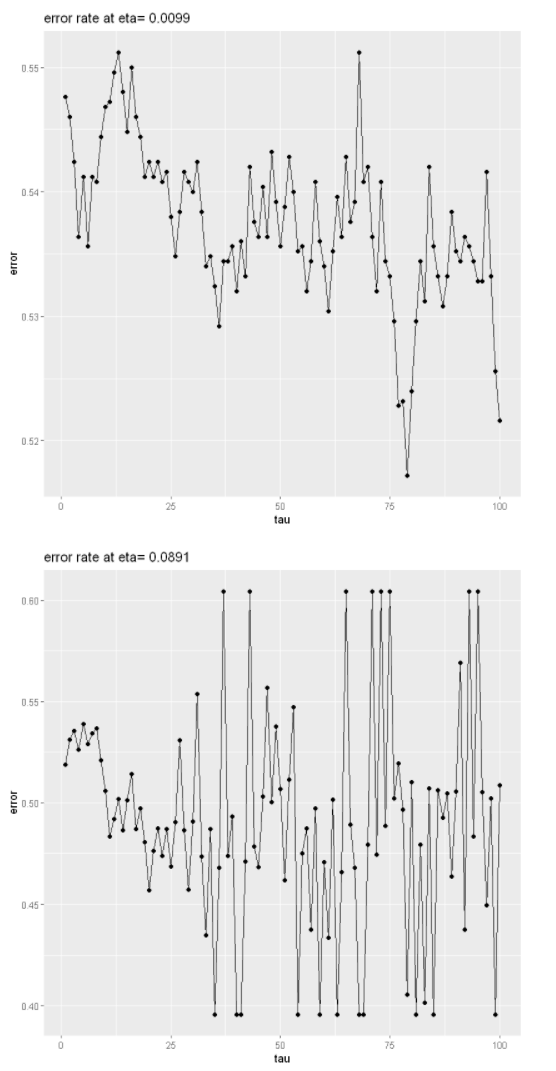 error rate at eta= 0.0099
0.55
0.54
0.53
0.52
error
0 25 50 75 100
tau
error rate at eta= 0.0891
0.60
0.55
0.50
0.45
0.40
error
0 25 50 75 100
tau